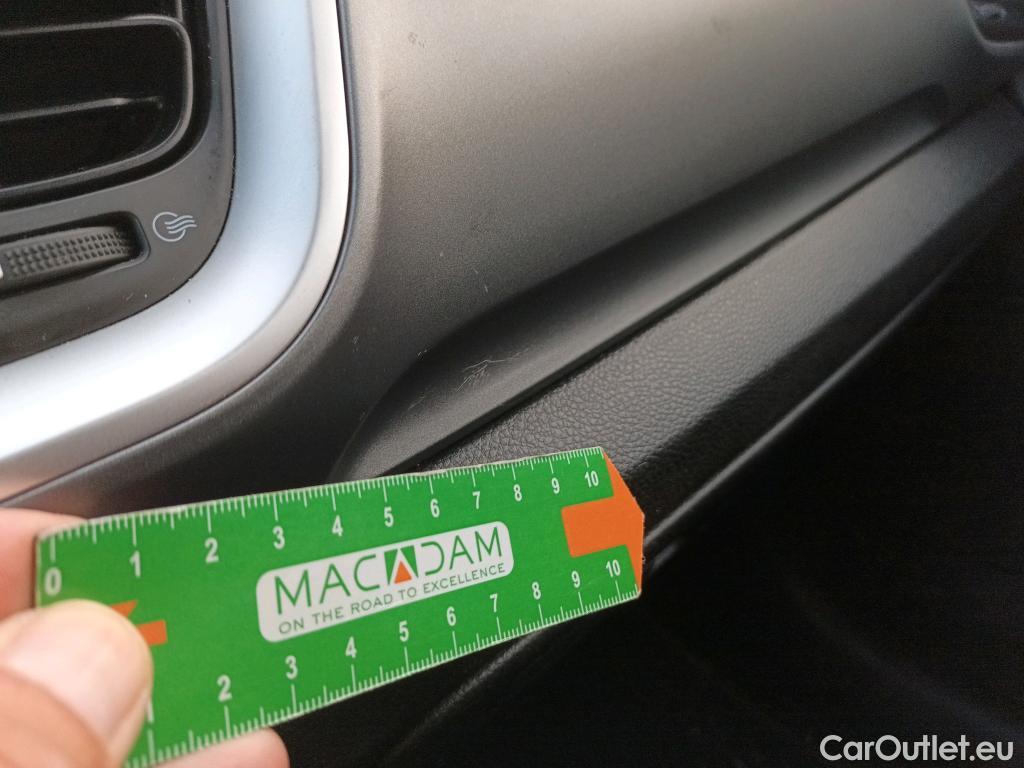 0 1 2 3 4 5 6 7 8 9 10
MACADAM
ON THE ROAD TO EXCELLENCE
1 2 3 4 5 6 7 8 9 10
CarOutlet.eu